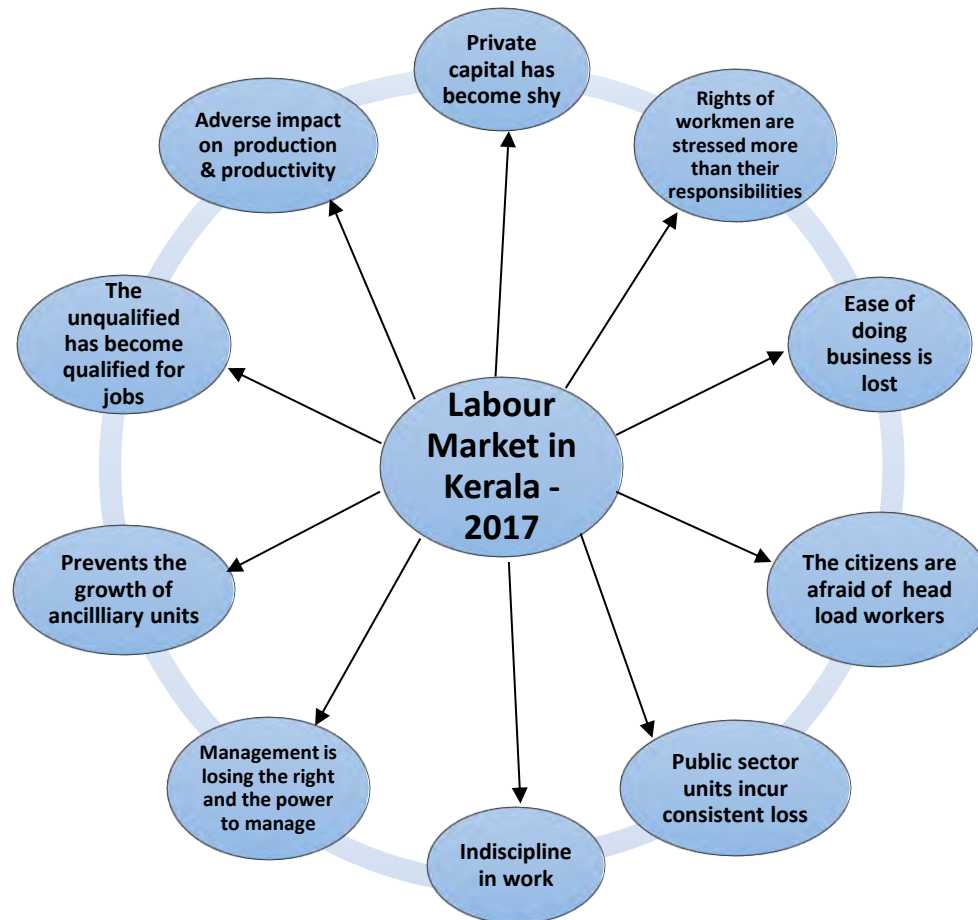 Private
capital has
become shy
Rights of
workmen are
stressed more
than their
responsibilities
Ease of
doing
business is
lost
The citizens are
afraid of head
load workers
Public sector
units incur
consistent loss
Indiscipline
in work
Management is
losing the right
and the power
to manage
Prevents the
growth of
ancillliary units
The
unqualified
has become
qualified for
jobs
Adverse impact
on production
& productivity
Labour
Market in
Kerala -
2017